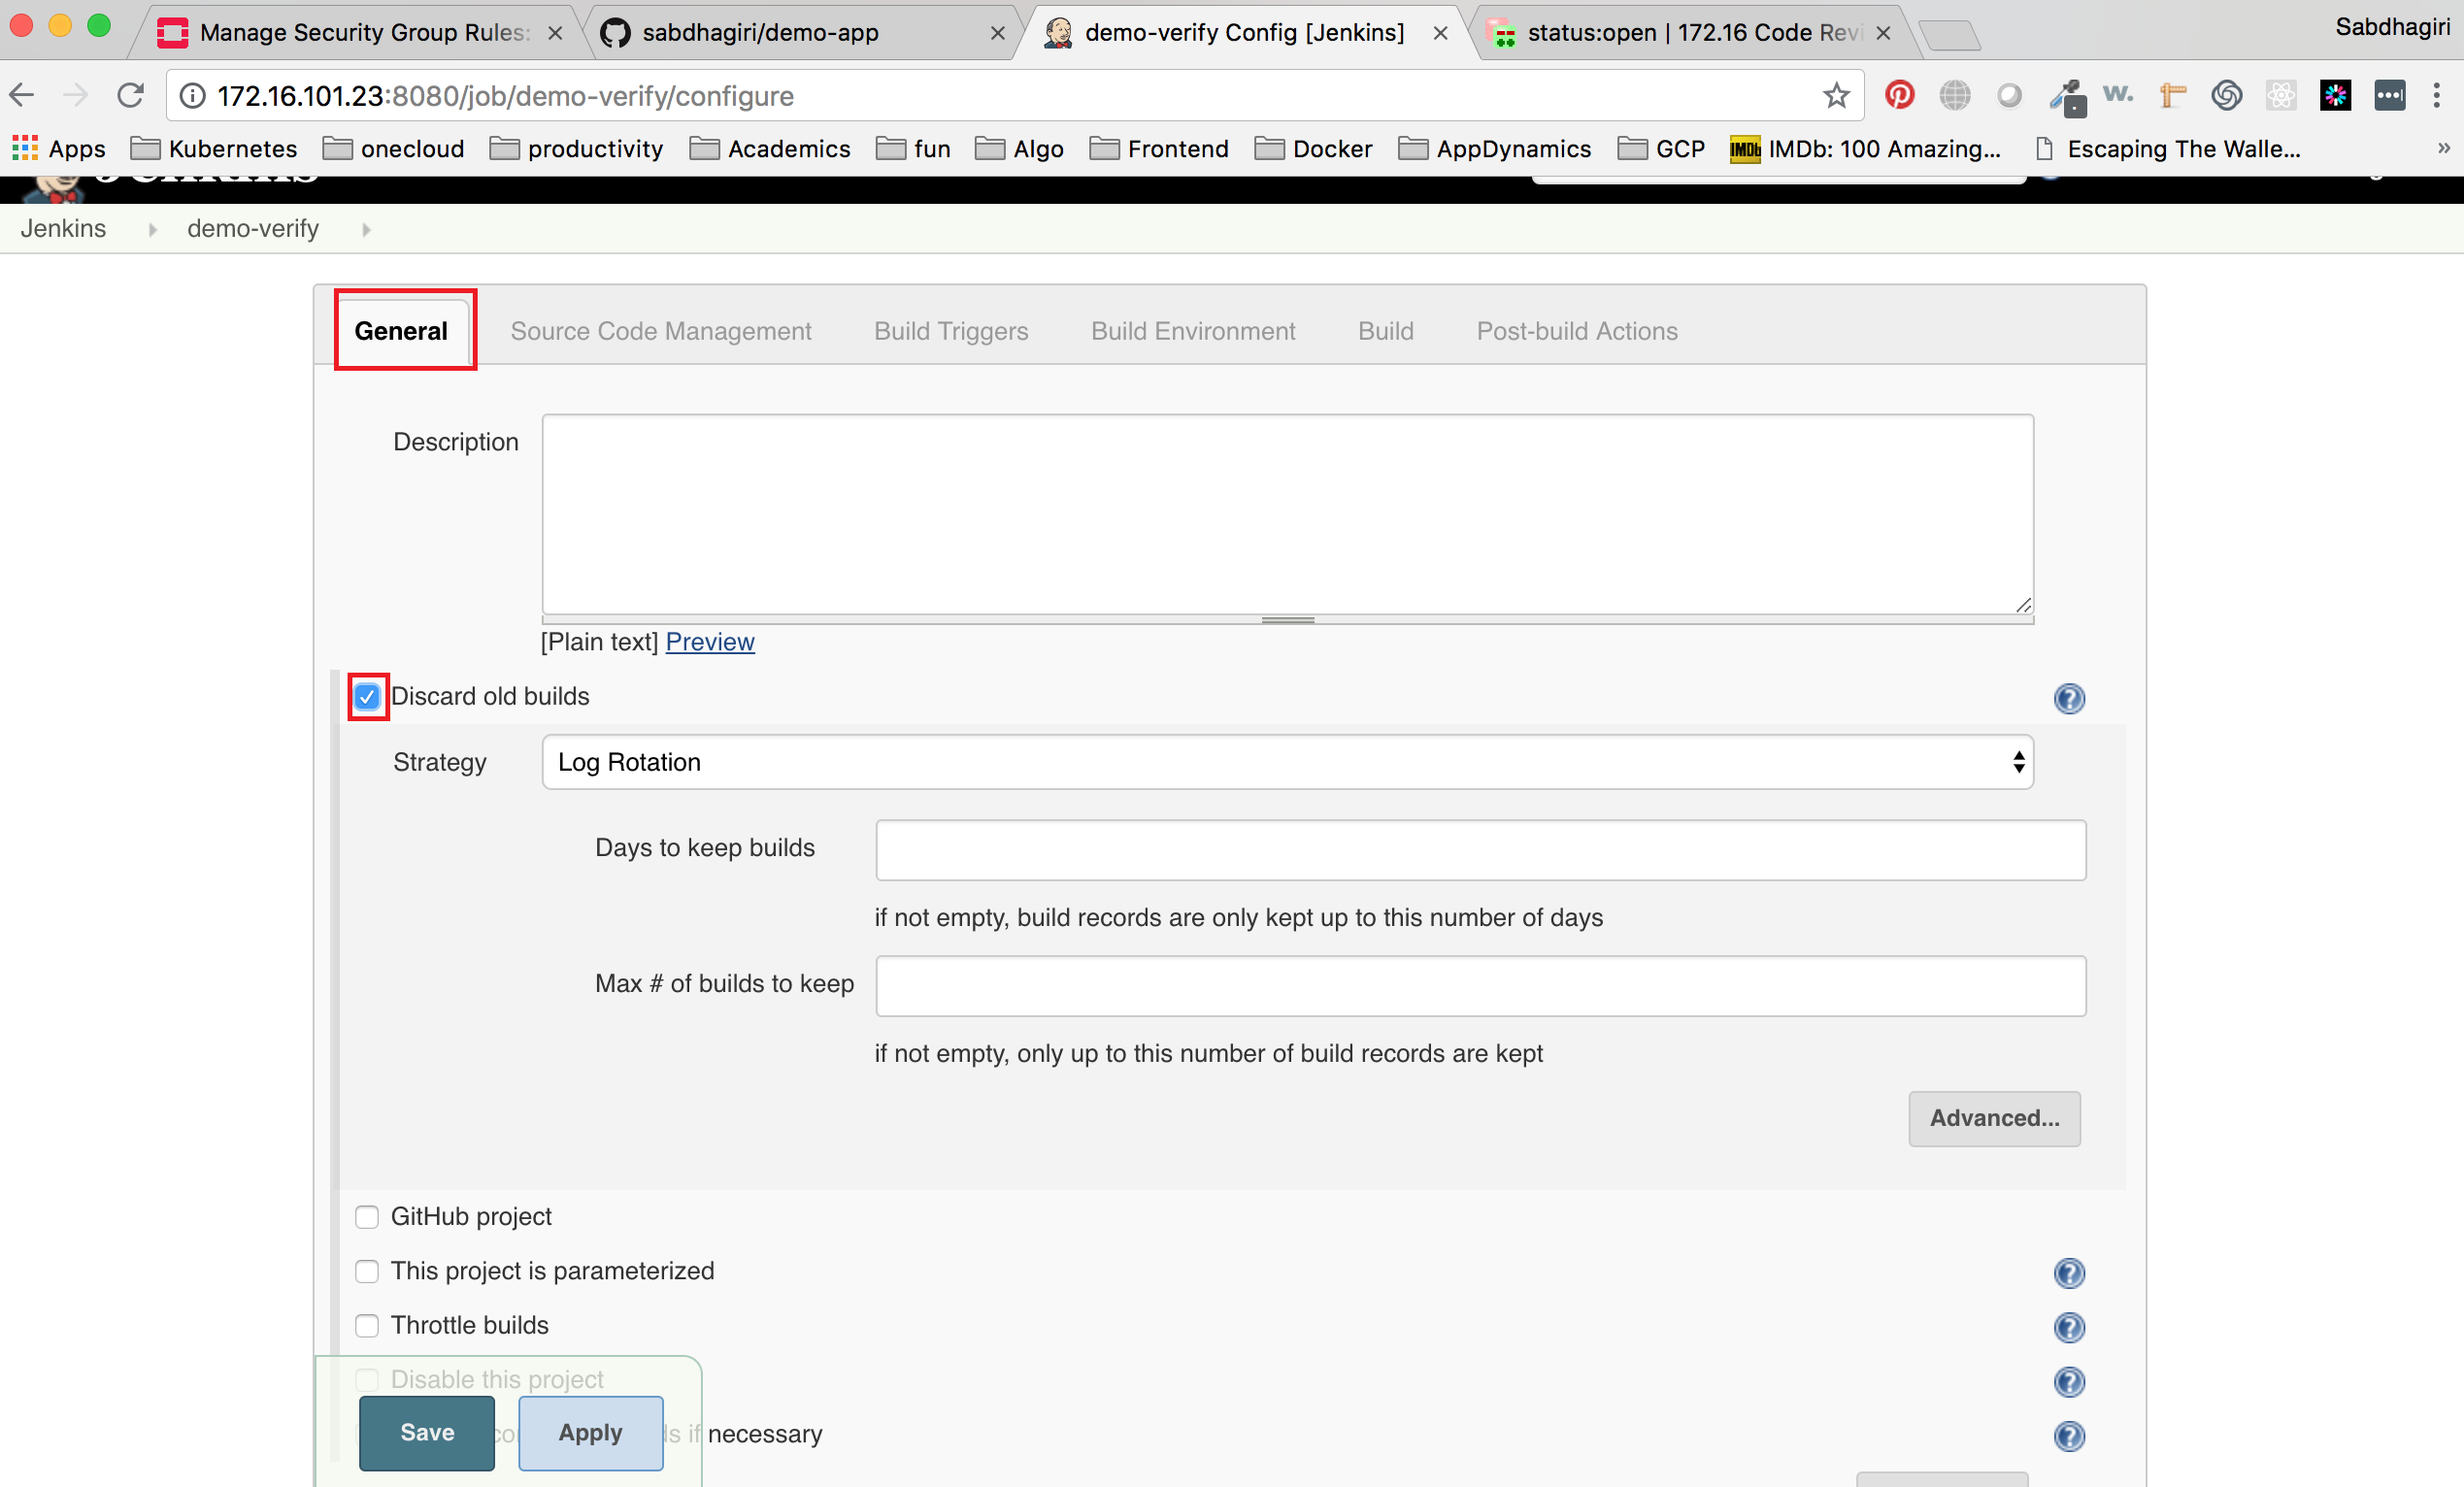 Manage Security Group Rules:
sabdhagiri/demo-app
demo-verify Config [Jenkins]
status:open | 172.16 Code Revi
Sabdhagiri
172.16.101.23:8080/job/demo-verify/configure
w.
Apps
Kubernetes
onecloud
productivity
Academics
fun
Algo
Frontend
Docker
AppDynamics
GCP
IMDb
IMDb: 100 Amazing...
Escaping The Walle...
»
Jenkins
Jenkins
demo-verify
General
Source Code Management
Build Triggers
Build Environment
Build
Post-build Actions
Description
[Plain text] Preview
Discard old builds
Strategy
Log Rotation
Days to keep builds
if not empty, build records are only kept up to this number of days
Max # of builds to keep
if not empty, only up to this number of build records are kept
Advanced...
GitHub project
This project is parameterized
Throttle builds
Disable this project
if necessary
Save
Apply